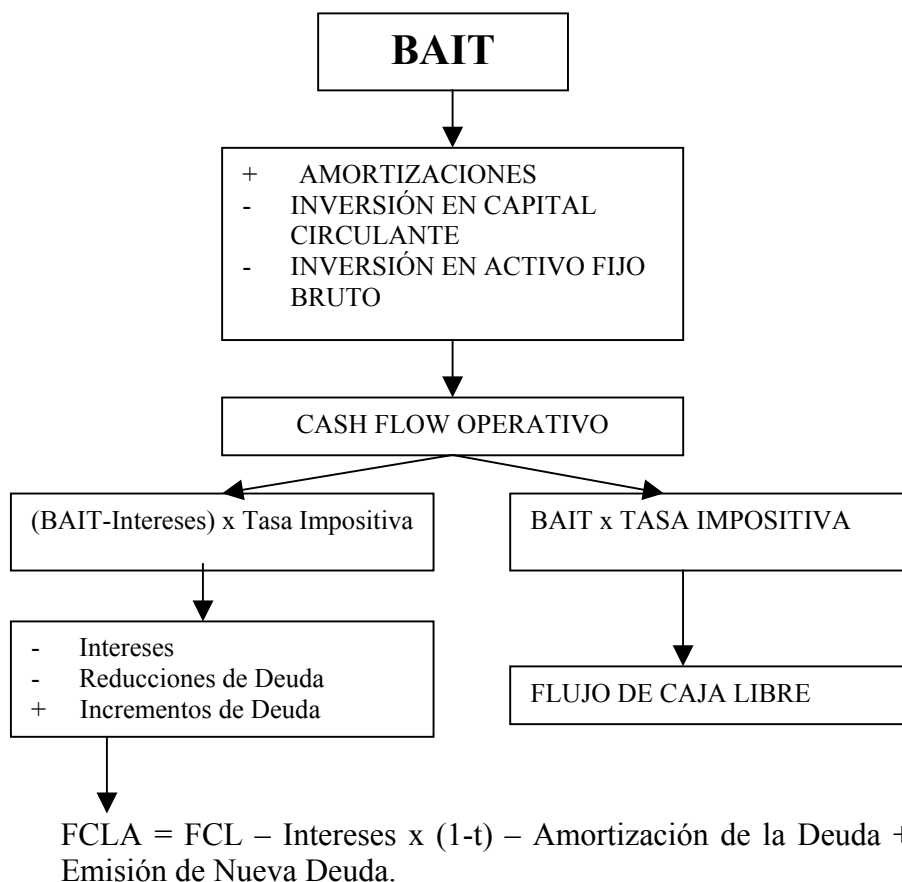 BAIT
+ AMORTIZACIONES
- INVERSIÓN EN CAPITAL
CIRCULANTE
- INVERSIÓN EN ACTIVO FIJO
BRUTO
CASH FLOW OPERATIVO
(BAIT-Intereses) x Tasa Impositiva
BAIT x TASA IMPOSITIVA
- Intereses
- Reducciones de Deuda
+ Incrementos de Deuda
FLUJO DE CAJA LIBRE
FCLA = FCL – Intereses x (1-t) – Amortización de la Deuda +
Emisión de Nueva Deuda.